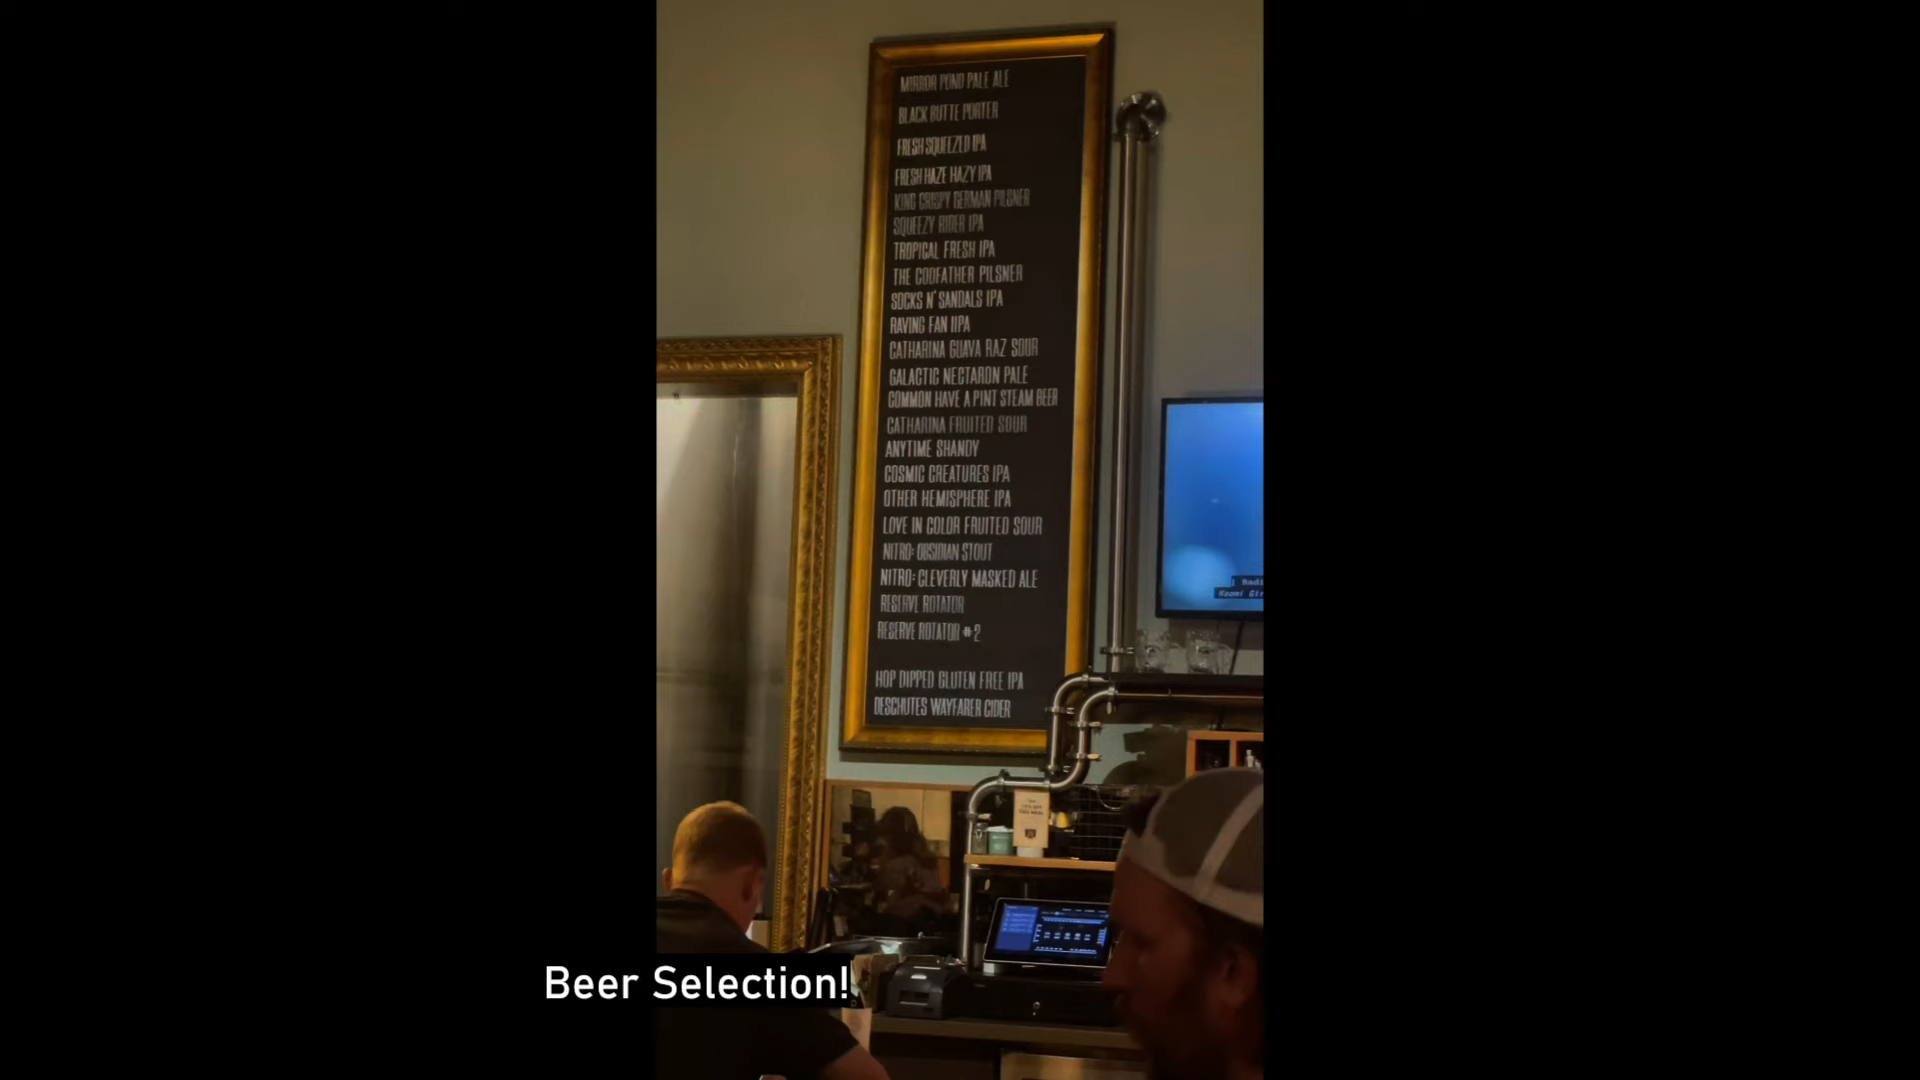 MIRROR POND PALE ALE
BLACK BUTTE PORTER
FRESH SQUEEZED IPA
FRESH HAZE HAZY IPA
KING CRISPY GERMAN PILSNER
SQUEEZY RIDER IPA
TROPICAL FRESH IPA
THE CODFATHER PILSNER
SOCKS N' SANDALS IPA
RAVING FAN IIPA
CATHARINA GUAVA RAZ SOUR
GALACTIC NECTARON PALE
COMMON HAVE A PINT STEAM BEER
CATHARINA FRUITED SOUR
ANYTIME SHANDY
COSMIC CREATURES IPA
OTHER HEMISPHERE IPA
LOVE IN COLOR FRUITED SOUR
NITRO: OBSIDIAN STOUT
NITRO: CLEVERLY MASKED ALE
RESERVE ROTATOR
RESERVE ROTATOR #2
HOP DIPPED GLUTEN FREE IPA
DESCHUTES WAYFARER CIDER
Beer Selection!